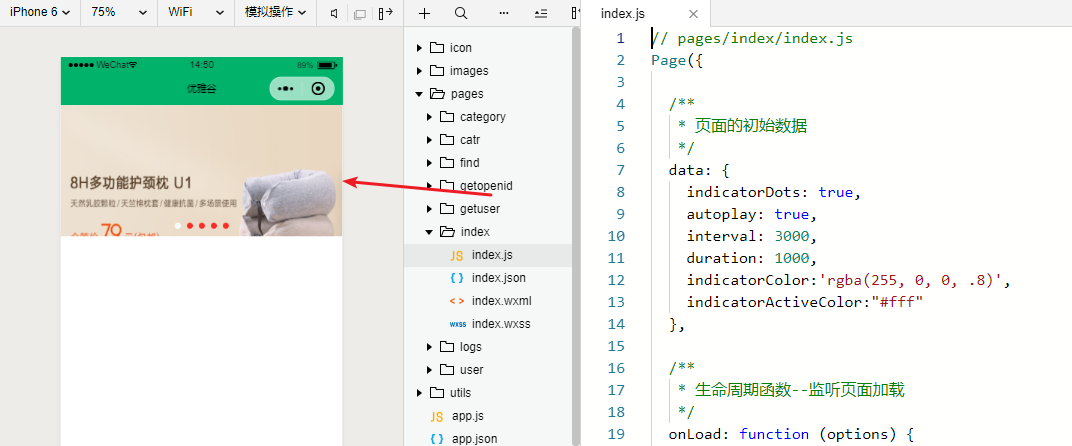 iPhone 6
75%
WiFi
模拟操作
WeChat
14:50
89%
优雅谷
8H多功能护颈枕 U1
天然乳胶颗粒 / 天竺棉枕套 / 健康抗菌 / 多场景使用
79
icon
images
pages
category
catr
find
getopenid
getuser
index
JS index.js
{ } index.json
< > index.wxml
wxss index.wxss
logs
user
utils
JS app.js
{ } app.json
index.js
1 // pages/index/index.js
2 Page({
3
4 /**
5 * 页面的初始数据
6 */
7 data: {
8 indicatorDots: true,
9 autoplay: true,
10 interval: 3000,
11 duration: 1000,
12 indicatorColor:'rgba(255, 0, 0, .8)',
13 indicatorActiveColor:"#fff"
14 },
15
16 /**
17 * 生命周期函数--监听页面加载
18 */
19 onLoad: function (options) {